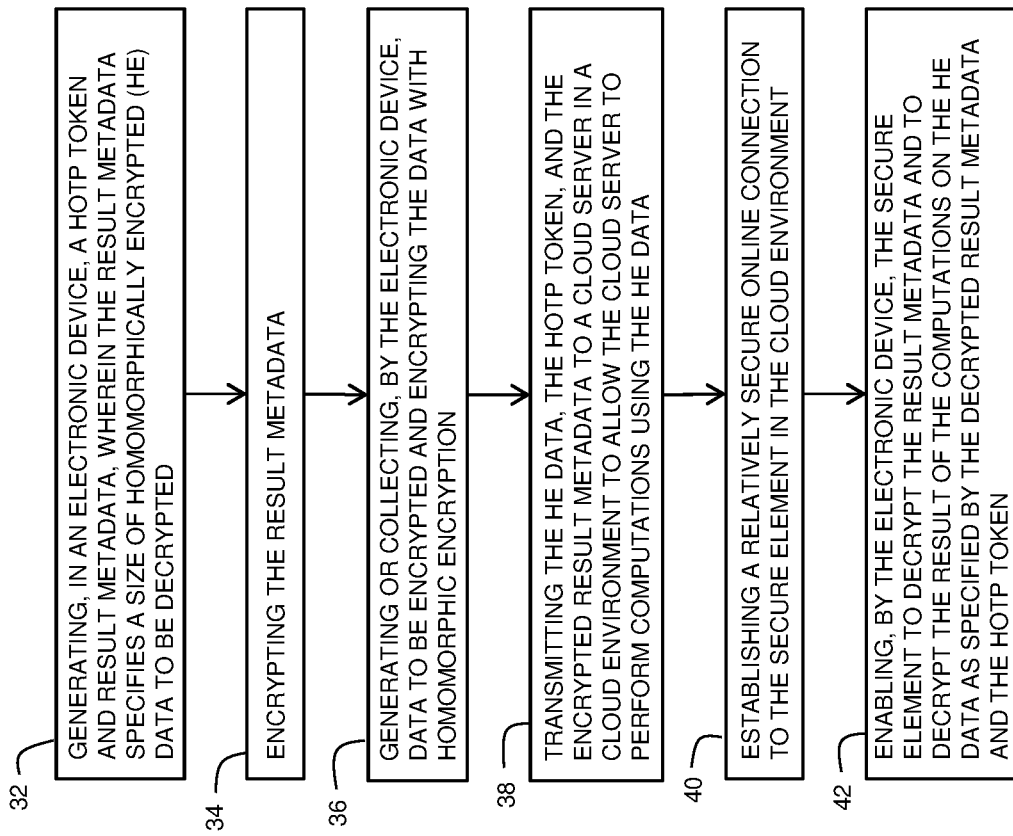 32
GENERATING, IN AN ELECTRONIC DEVICE, A HOTP TOKEN
AND RESULT METADATA, WHEREIN THE RESULT METADATA
SPECIFIES A SIZE OF HOMOMORPHICALLY ENCRYPTED (HE)
DATA TO BE DECRYPTED
34
ENCRYPTING THE RESULT METADATA
36
GENERATING OR COLLECTING, BY THE ELECTRONIC DEVICE,
DATA TO BE ENCRYPTED AND ENCRYPTING THE DATA WITH
HOMOMORPHIC ENCRYPTION
38
TRANSMITTING THE HE DATA, THE HOTP TOKEN, AND THE
ENCRYPTED RESULT METADATA TO A CLOUD SERVER IN A
CLOUD ENVIRONMENT TO ALLOW THE CLOUD SERVER TO
PERFORM COMPUTATIONS USING THE HE DATA
40
ESTABLISHING A RELATIVELY SECURE ONLINE CONNECTION
TO THE SECURE ELEMENT IN THE CLOUD ENVIRONMENT
42
ENABLING, BY THE ELECTRONIC DEVICE, THE SECURE
ELEMENT TO DECRYPT THE RESULT METADATA AND TO
DECRYPT THE RESULT OF THE COMPUTATIONS ON THE HE
DATA AS SPECIFIED BY THE DECRYPTED RESULT METADATA
AND THE HOTP TOKEN